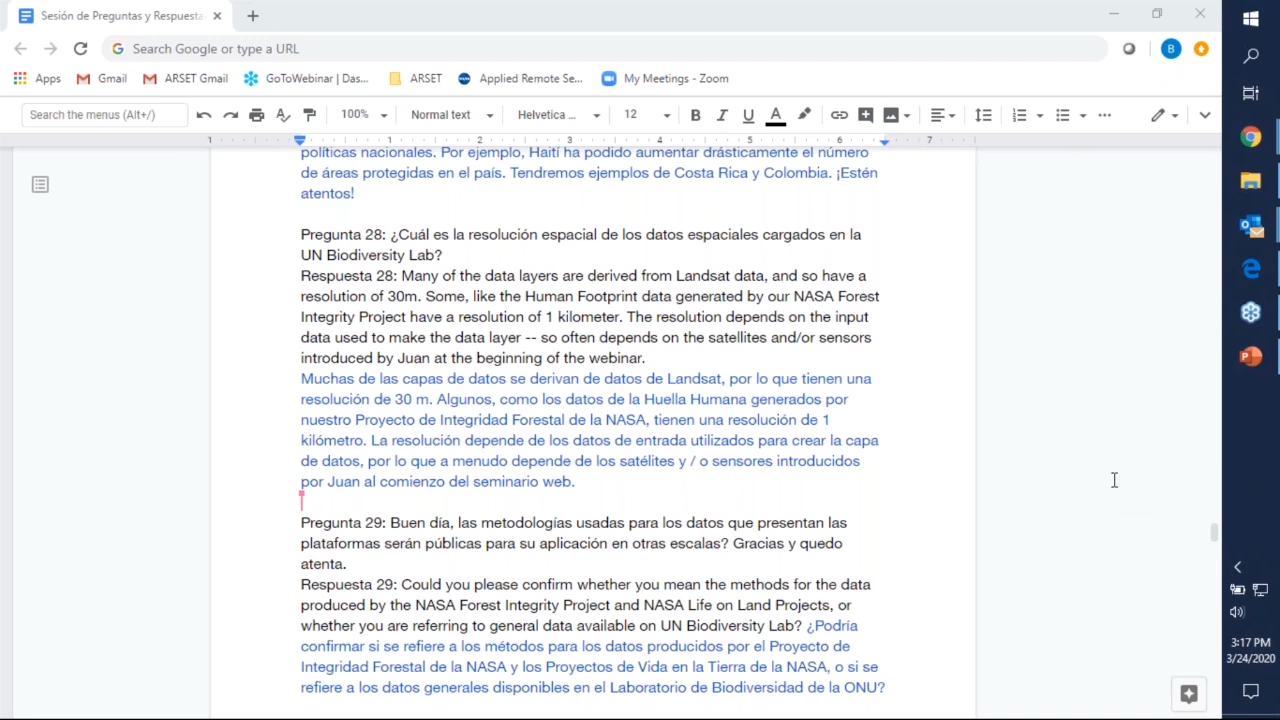 Sesión de Preguntas y Respuesta
Search Google or type a URL
B
Apps
Gmail
ARSET Gmail
GoToWebinar | Das...
ARSET
Applied Remote Se...
My Meetings - Zoom
Search the menus (Alt+/)
100%
Normal text
Helvetica ...
12
B I U A
1 1 2 3 4 5 6 7
políticas nacionales. Por ejemplo, Haití ha podido aumentar drásticamente el número
de áreas protegidas en el país. Tendremos ejemplos de Costa Rica y Colombia. ¡Estén
atentos!
Pregunta 28: ¿Cuál es la resolución espacial de los datos espaciales cargados en la
UN Biodiversity Lab?
Respuesta 28: Many of the data layers are derived from Landsat data, and so have a
resolution of 30m. Some, like the Human Footprint data generated by our NASA Forest
Integrity Project have a resolution of 1 kilometer. The resolution depends on the input
data used to make the data layer -- so often depends on the satellites and/or sensors
introduced by Juan at the beginning of the webinar.
Muchas de las capas de datos se derivan de datos de Landsat, por lo que tienen una
resolución de 30 m. Algunos, como los datos de la Huella Humana generados por
nuestro Proyecto de Integridad Forestal de la NASA, tienen una resolución de 1
kilómetro. La resolución depende de los datos de entrada utilizados para crear la capa
de datos, por lo que a menudo depende de los satélites y / o sensores introducidos
por Juan al comienzo del seminario web.
Pregunta 29: Buen día, las metodologías usadas para los datos que presentan las
plataformas serán públicas para su aplicación en otras escalas? Gracias y quedo
atenta.
Respuesta 29: Could you please confirm whether you mean the methods for the data
produced by the NASA Forest Integrity Project and NASA Life on Land Projects, or
whether you are referring to general data available on UN Biodiversity Lab? ¿Podría
confirmar si se refiere a los métodos para los datos producidos por el Proyecto de
Integridad Forestal de la NASA y los Proyectos de Vida en la Tierra de la NASA, o si se
refiere a los datos generales disponibles en el Laboratorio de Biodiversidad de la ONU?
3:17 PM
3/24/2020